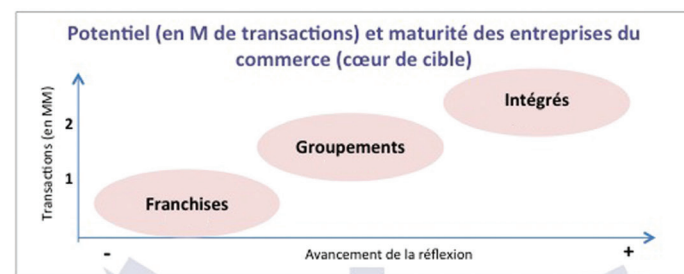 Potentiel (en M de transactions) et maturité des entreprises du
commerce (cœur de cible)
Transactions (en MM)
2
1
Intégrés
Groupements
Franchises
-
Avancement de la réflexion
+